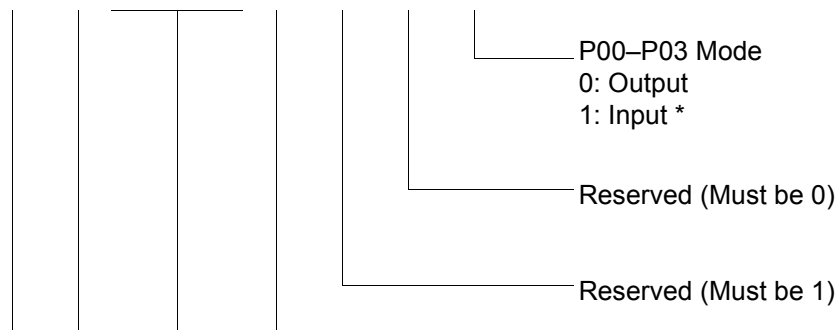 P00–P03 Mode
0: Output
1: Input *
Reserved (Must be 0)
Reserved (Must be 1)